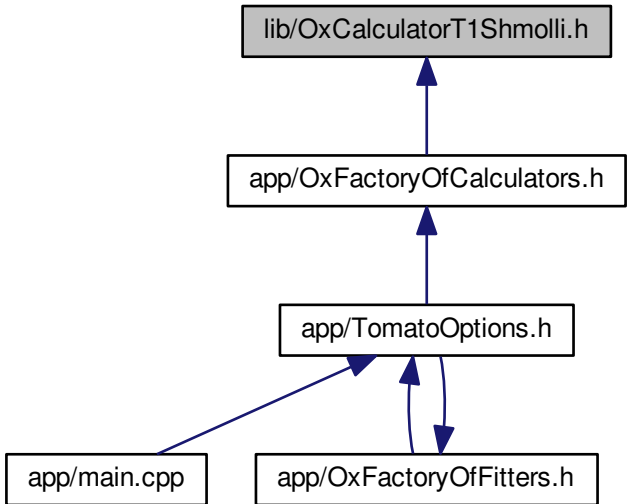 lib/OxCalculatorT1Shmolli.h
app/OxFactoryOfCalculators.h
app/TomatoOptions.h
app/main.cpp
app/OxFactoryOfFitters.h